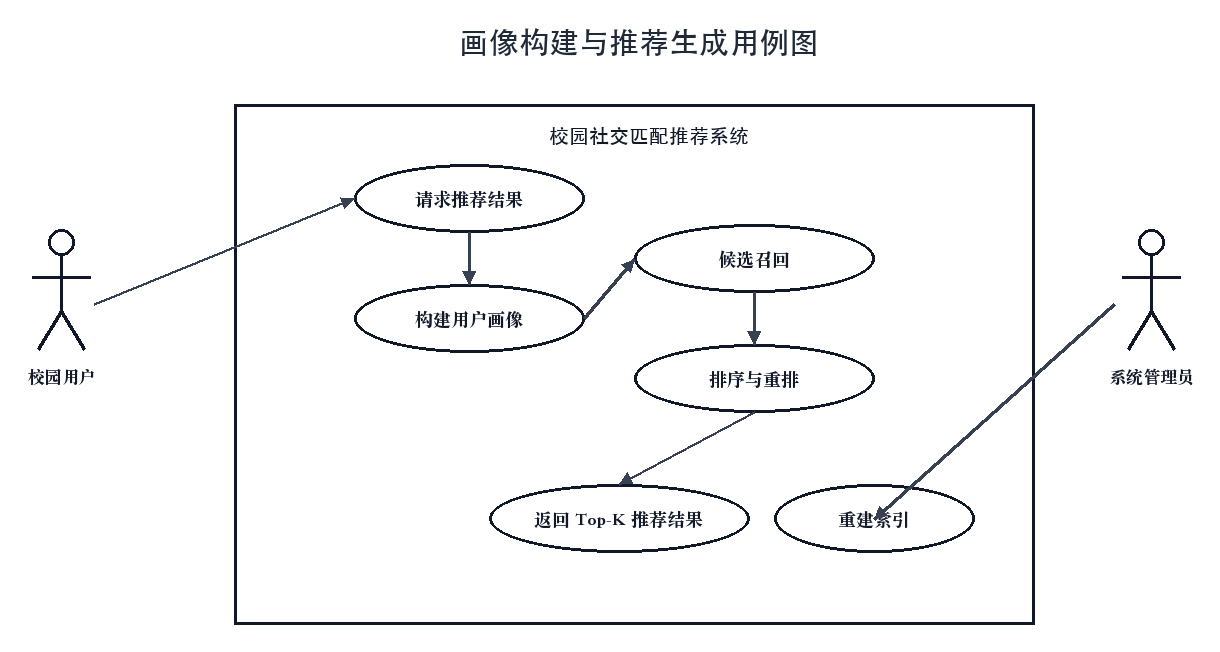 画像构建与推荐生成用例图
校园社交匹配推荐系统
请求推荐结果
候选召回
构建用户画像
校园用户
排序与重排
系统管理员
返回 Top-K 推荐结果
重建索引